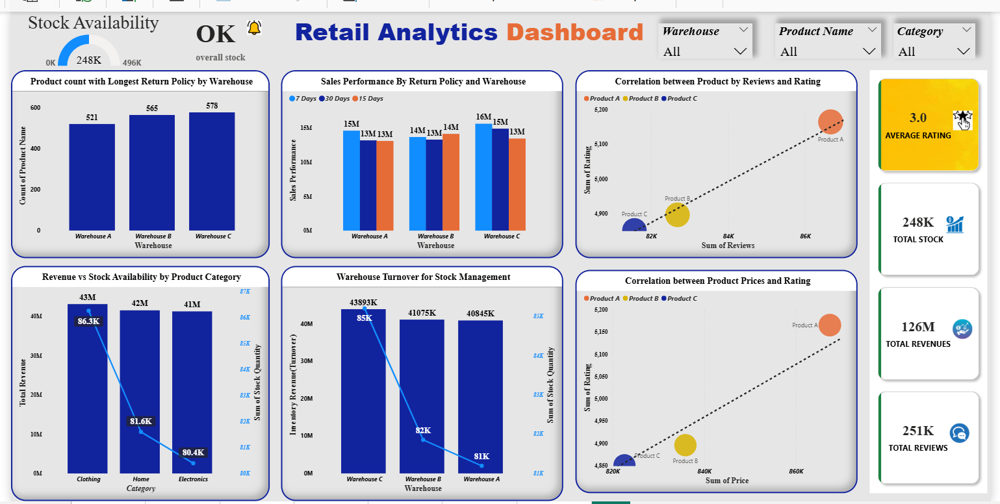 Stock Availability
OK
Retail Analytics Dashboard
Warehouse
All
Product Name
All
Category
All
0K
248K
496K
overall stock
Product count with Longest Return Policy by Warehouse
Count of Product Name
600
400
200
0
521
565
578
Warehouse A
Warehouse B
Warehouse C
Warehouse
Sales Performance By Return Policy and Warehouse
7 Days 30 Days 15 Days
Sales Performance
15M
10M
5M
0M
15M
13M
13M
14M
13M
14M
16M
15M
13M
Warehouse A
Warehouse B
Warehouse C
Warehouse
Correlation between Product by Reviews and Rating
Product A Product B Product C
Sum of Rating
5,200
5,100
5,000
4,900
Product A
Product B
Product C
82K
84K
86K
Sum of Reviews
3.0
AVERAGE RATING
248K
TOTAL STOCK
126M
TOTAL REVENUES
251K
TOTAL REVIEWS
Revenue vs Stock Availability by Product Category
Total Revenue
40M
30M
20M
10M
0M
43M
42M
41M
86.3K
81.6K
80.4K
87K
86K
85K
84K
83K
82K
81K
80K
Sum of Stock Quantity
Clothing
Home
Electronics
Category
Warehouse Turnover for Stock Management
Inventory Revenue(Turnover)
40M
30M
20M
10M
0M
43893K
41075K
40845K
85K
82K
81K
85K
84K
83K
82K
81K
Sum of Stock Quantity
Warehouse C
Warehouse B
Warehouse A
Warehouse
Correlation between Product Prices and Rating
Product A Product B Product C
Sum of Rating
5,200
5,150
5,100
5,050
5,000
4,950
4,900
4,850
Product A
Product C
Product B
820K
840K
860K
Sum of Price